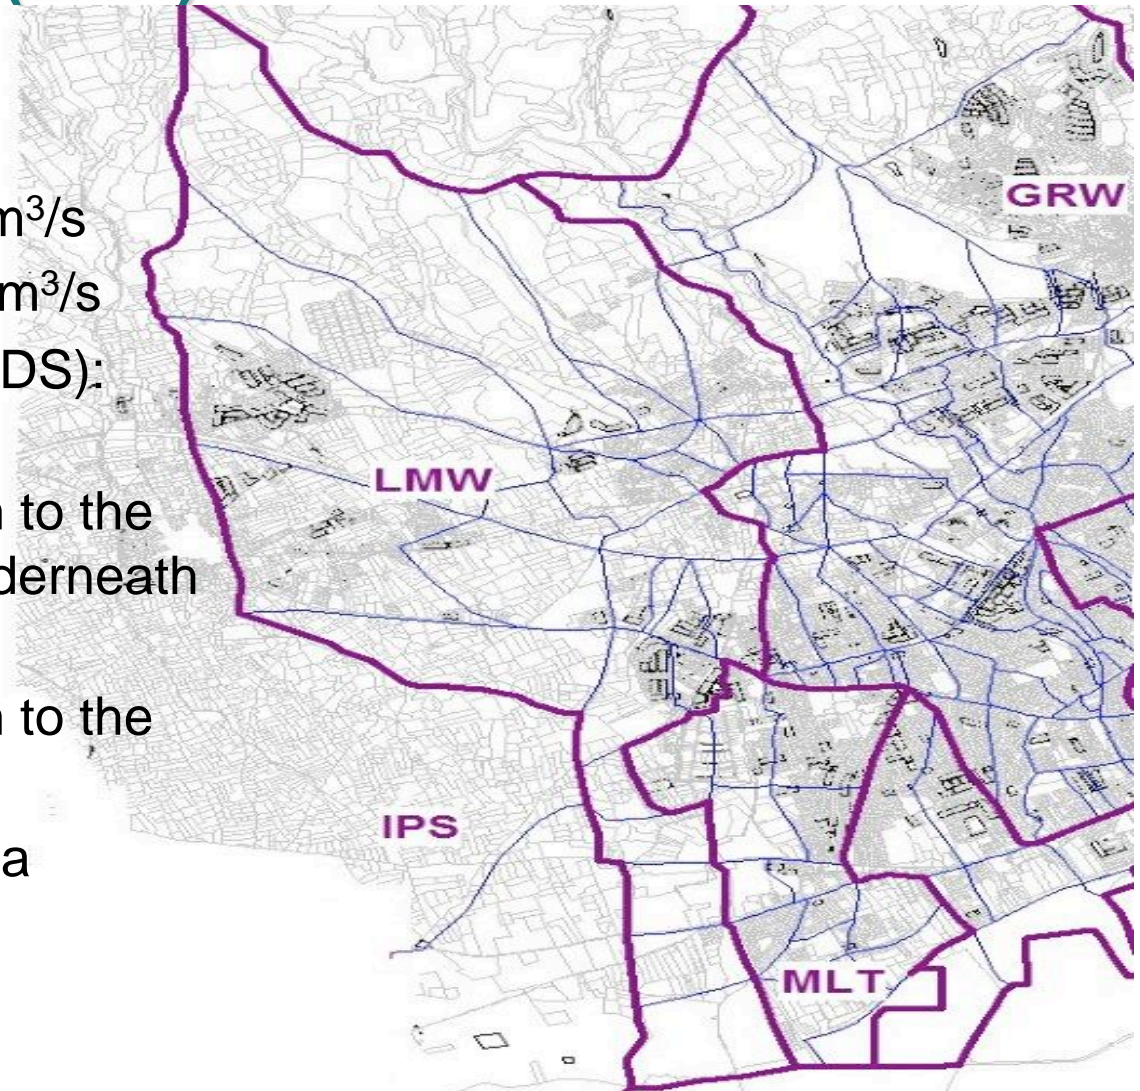 m³/s
m³/s
DS):
to the
derneath
to the
a
GRW
LMW
IPS
MLT